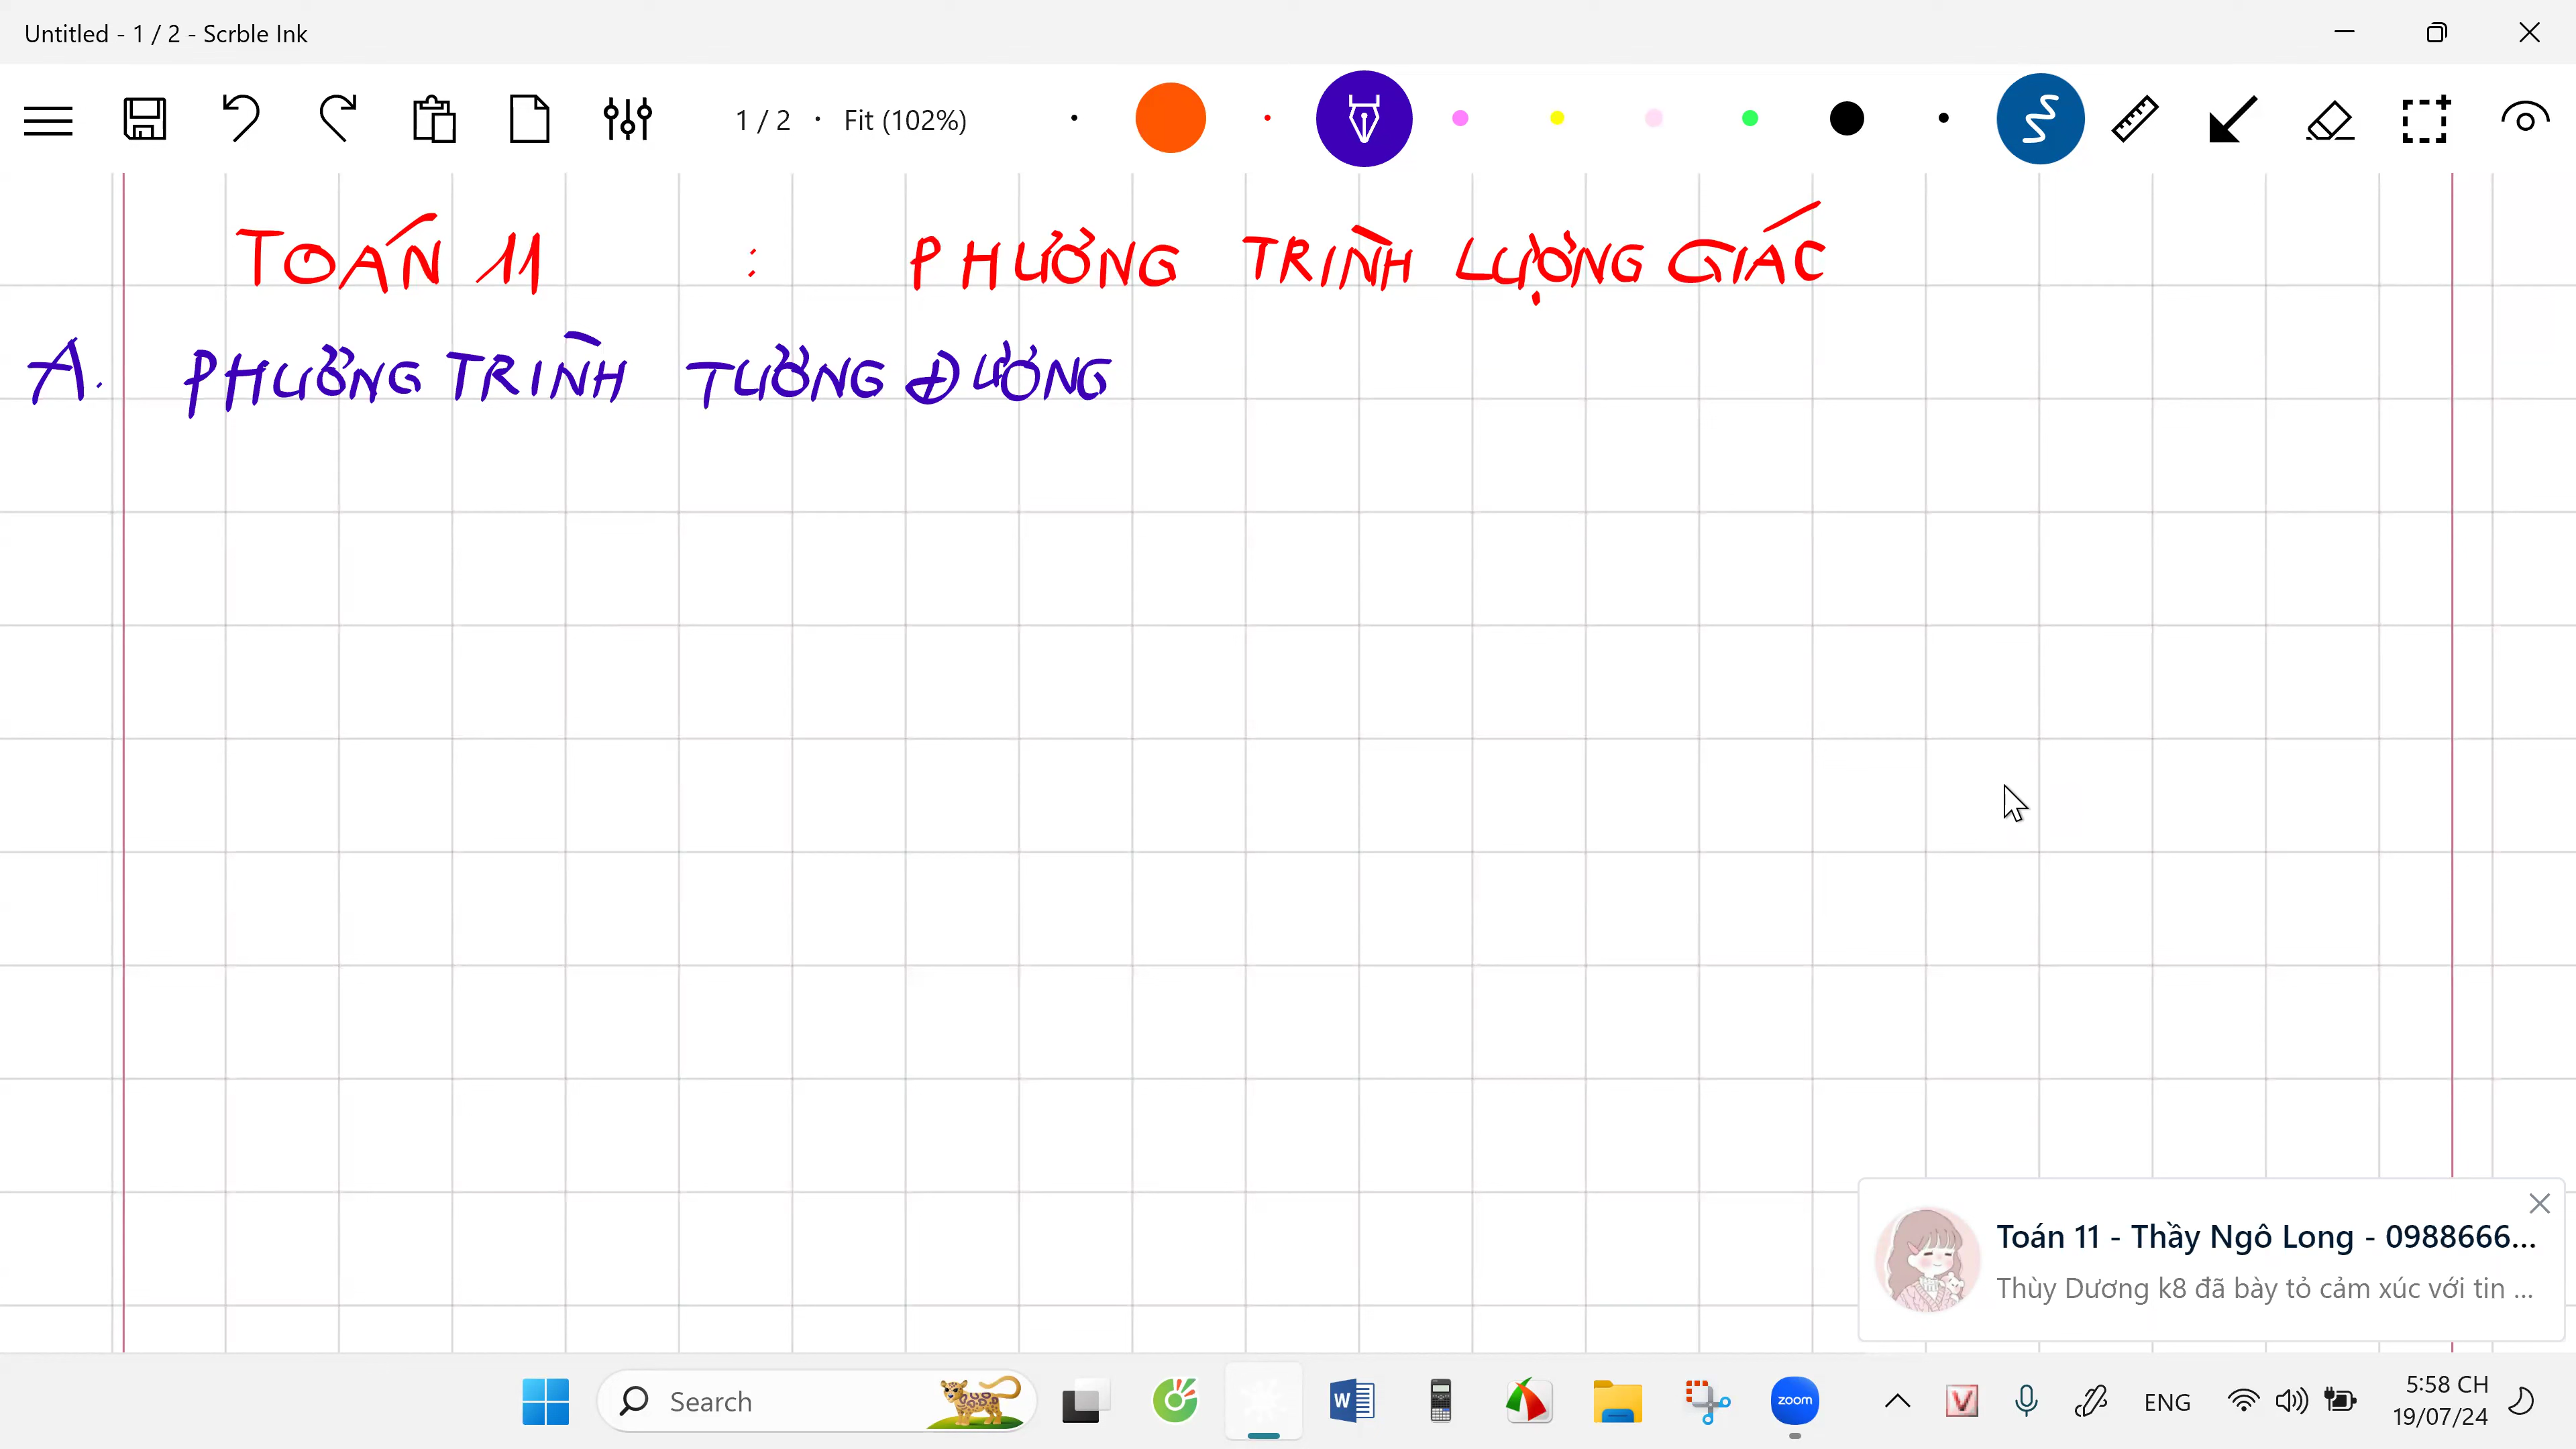 Untitled - 1 / 2 - Scrble Ink
1 / 2 · Fit (102%)
TOÁN 11 : PHƯƠNG TRÌNH LƯỢNG GIÁC
A. PHƯƠNG TRÌNH TƯƠNG ĐƯƠNG
Toán 11 - Thầy Ngô Long - 0988666...
Thùy Dương k8 đã bày tỏ cảm xúc với tin ...
Search
W
zoom
V
ENG
5:58 CH
19/07/24